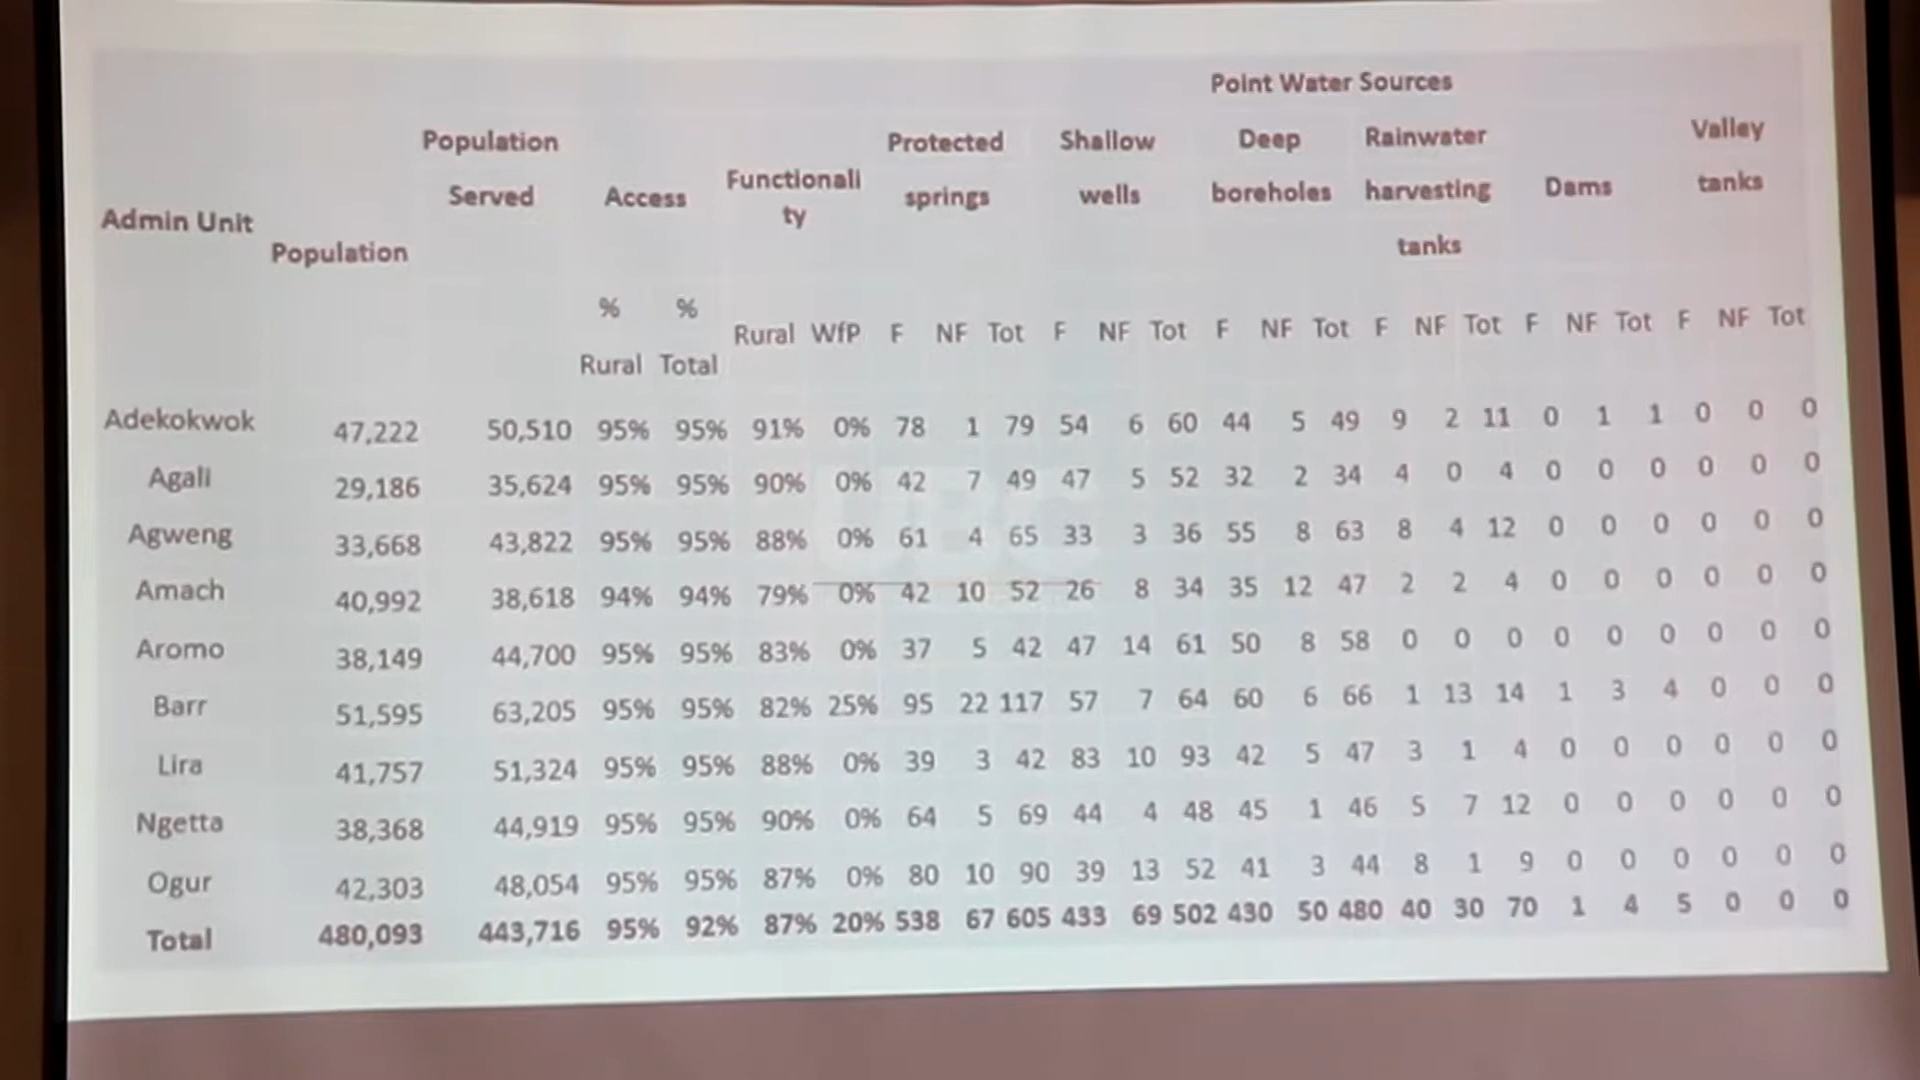 Point Water Sources
Admin Unit Population Population Served Access Functionali ty Protected springs Shallow wells Deep boreholes Rainwater harvesting tanks Dams Valley tanks
% Rural % Total Rural WfP F NF Tot F NF Tot F NF Tot F NF Tot F NF Tot F NF Tot
Adekokwok 47,222 50,510 95% 95% 91% 0% 78 1 79 54 6 60 44 5 49 9 2 11 0 1 1 0 0 0
Agali 29,186 35,624 95% 95% 90% 0% 42 7 49 47 5 52 32 2 34 4 0 4 0 0 0 0 0 0
Agweng 33,668 43,822 95% 95% 88% 0% 61 4 65 33 3 36 55 8 63 8 4 12 0 0 0 0 0 0
Amach 40,992 38,618 94% 94% 79% 0% 42 10 52 26 8 34 35 12 47 2 2 4 0 0 0 0 0 0
Aromo 38,149 44,700 95% 95% 83% 0% 37 5 42 47 14 61 50 8 58 0 0 0 0 0 0 0 0 0
Barr 51,595 63,205 95% 95% 82% 25% 95 22 117 57 7 64 60 6 66 1 13 14 1 3 4 0 0 0
Lira 41,757 51,324 95% 95% 88% 0% 39 3 42 83 10 93 42 5 47 3 1 4 0 0 0 0 0 0
Ngetta 38,368 44,919 95% 95% 90% 0% 64 5 69 44 4 48 45 1 46 5 7 12 0 0 0 0 0 0
Ogur 42,303 48,054 95% 95% 87% 0% 80 10 90 39 13 52 41 3 44 8 1 9 0 0 0 0 0 0
Total 480,093 443,716 95% 92% 87% 20% 538 67 605 433 69 502 430 50 480 40 30 70 1 4 5 0 0 0
UBC